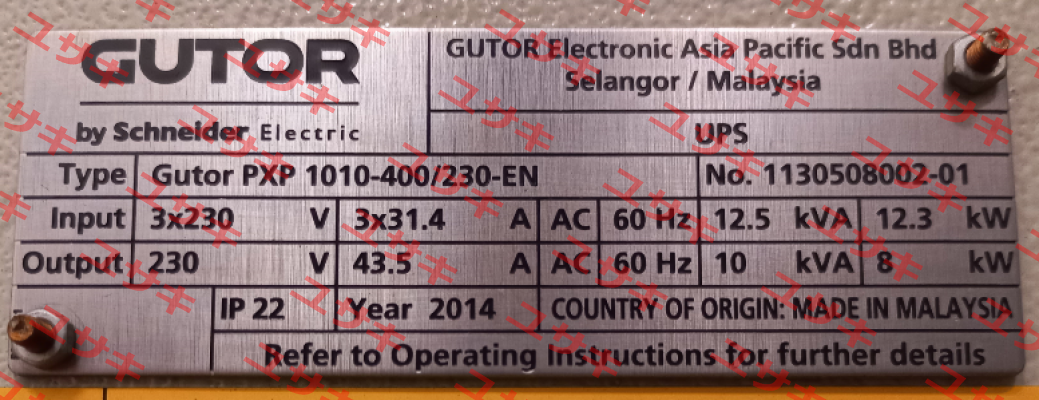 GUTOR
by Schneider Electric
GUTOR Electronic Asia Pacific Sdn Bhd
Selangor / Malaysia
UPS
Type Gutor PXP 1010-400/230-EN No. 1130508002-01
Input 3x230 V 3x31.4 A AC 60 Hz 12.5 kVA 12.3 kW
Output 230 V 43.5 A AC 60 Hz 10 kVA 8 kW
IP 22 Year 2014 COUNTRY OF ORIGIN: MADE IN MALAYSIA
Refer to Operating Instructions for further details
ユサキ